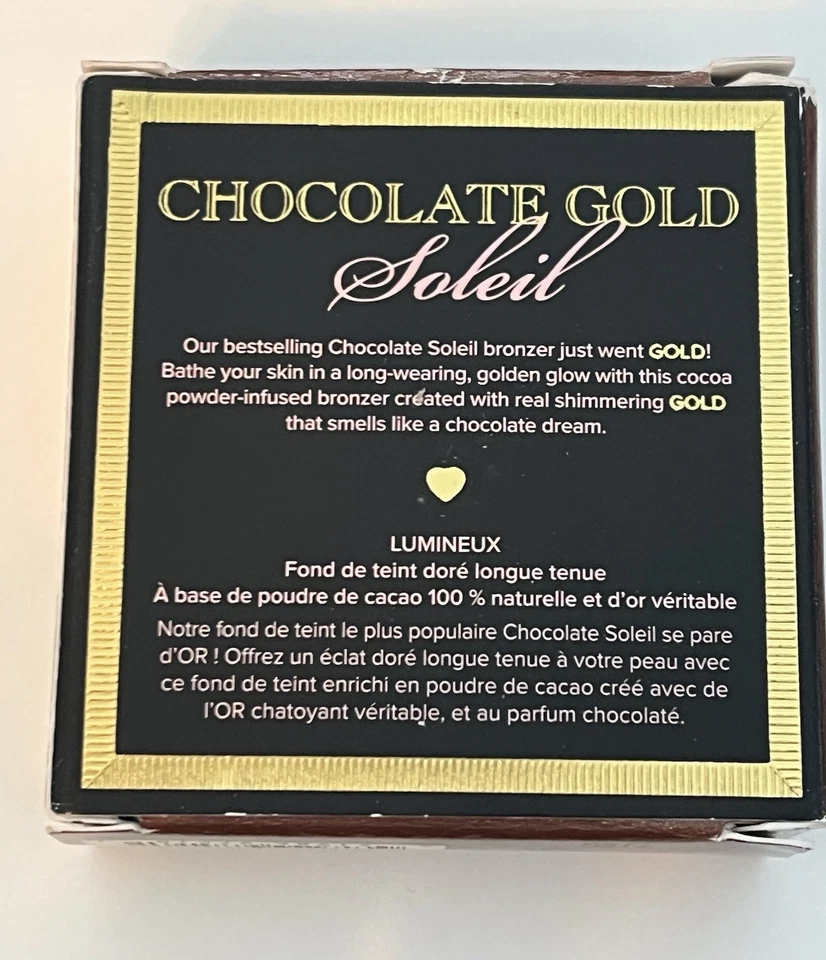 CHOCOLATE GOLD
Soleil
Our bestselling Chocolate Soleil bronzer just went GOLD!
Bathe your skin in a long-wearing, golden glow with this cocoa
powder-infused bronzer created with real shimmering GOLD
that smells like a chocolate dream.
LUMINEUX
Fond de teint doré longue tenue
À base de poudre de cacao 100 % naturelle et d'or véritable
Notre fond de teint le plus populaire Chocolate Soleil se pare
d'OR ! Offrez un éclat doré longue tenue à votre peau avec
ce fond de teint enrichi en poudre de cacao créé avec de
l'OR chatoyant véritable, et au parfum chocolaté.